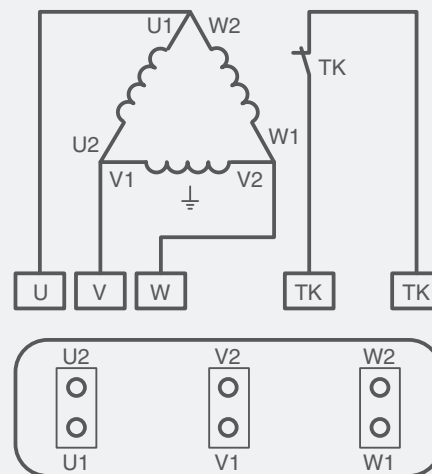 U1 W2
TK
U2 W1
V1 V2
U V W TK TK
U2 V2 W2
U1 V1 W1